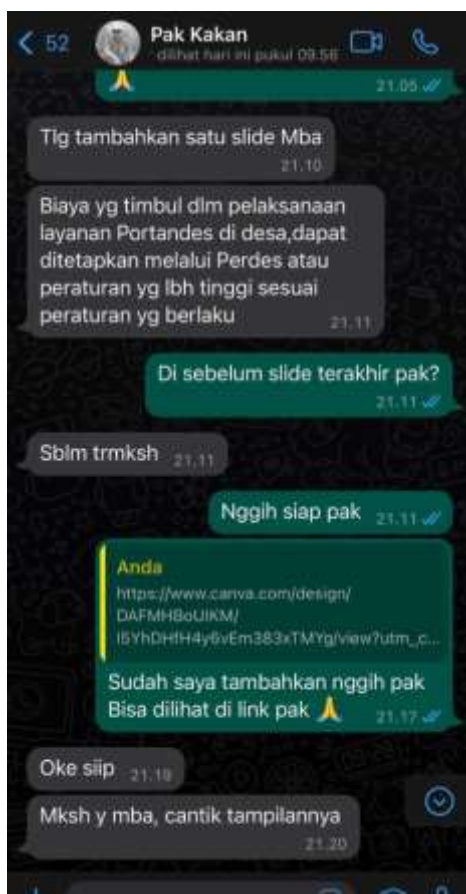 52
Pak Kakan
dilihat hari ini pukul 09.56
🙏
21.05
Tlg tambahkan satu slide Mba
21.10
Biaya yg timbul dlm pelaksanaan
layanan Portandes di desa,dapat
ditetapkan melalui Perdes atau
peraturan yg lbh tinggi sesuai
peraturan yg berlaku
21.11
Di sebelum slide terakhir pak?
21.11
Sblm trmksh 21.11
Nggih siap pak 21.11
Anda
https://www.canva.com/design/
Sudah saya tambahkan nggih pak
Bisa dilihat di link pak 🙏 21.17
Oke siip 21.19
Mksh y mba, cantik tampilannya
21.20